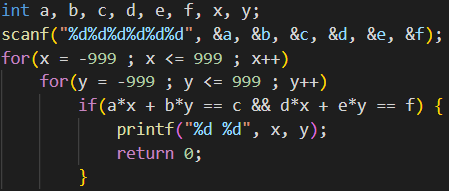 int a, b, c, d, e, f, x, y;
scanf("%d%d%d%d%d%d", &a, &b, &c, &d, &e, &f);
for(x = -999 ; x <= 999 ; x++)
    for(y = -999 ; y <= 999 ; y++)
        if(a*x + b*y == c && d*x + e*y == f) {
            printf("%d %d", x, y);
            return 0;
        }